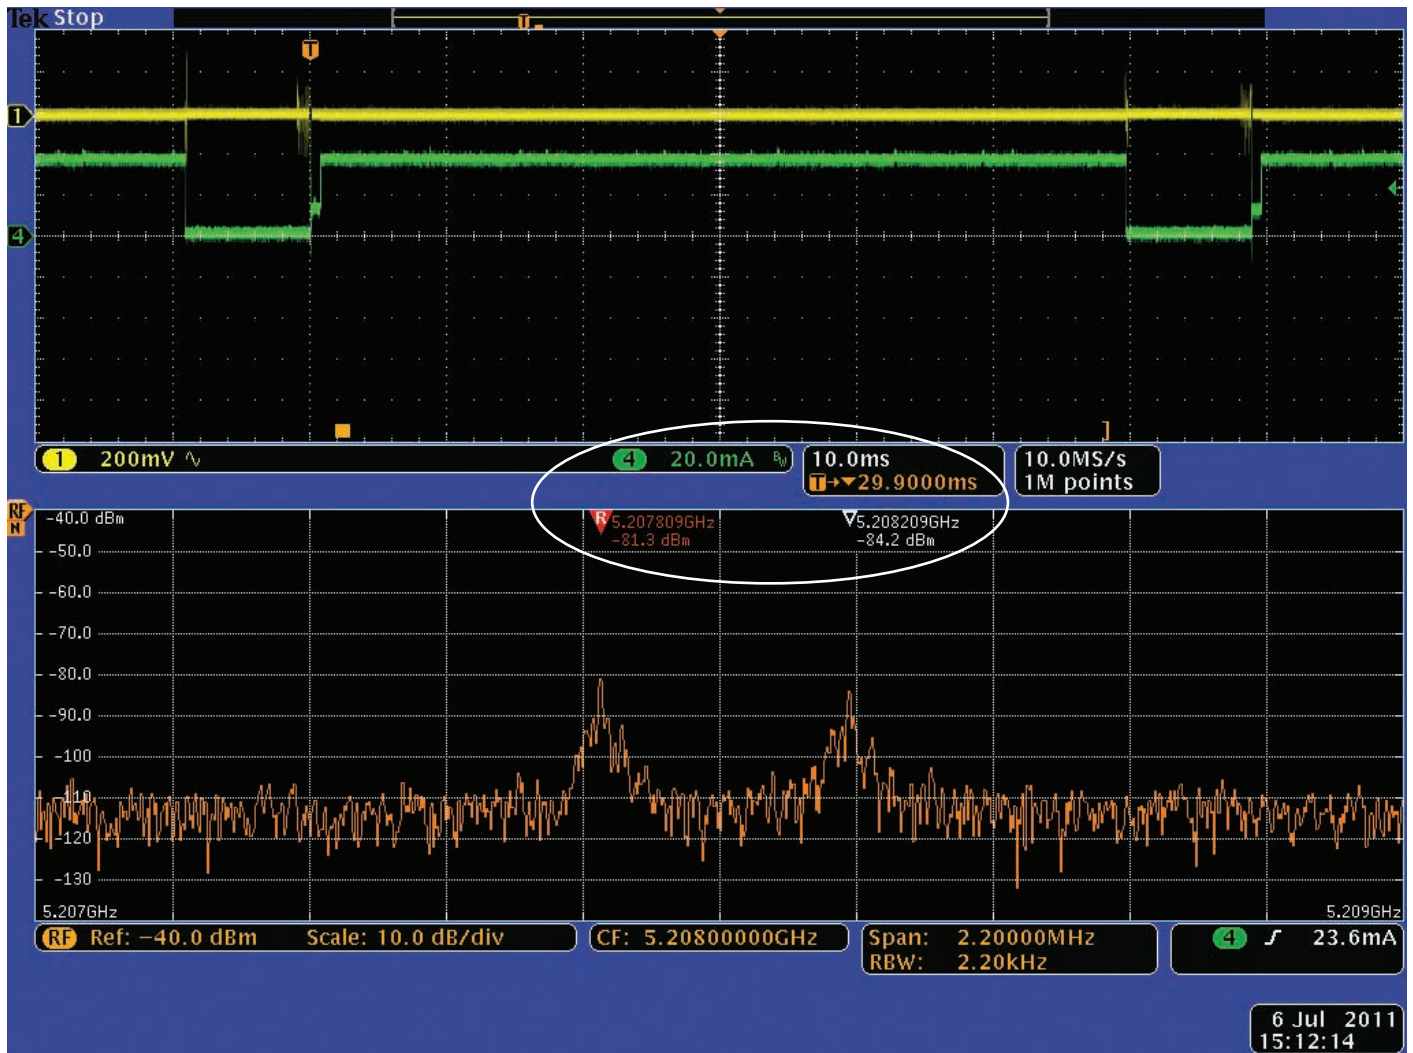 Tek Stop
T
T
1
4
1 200mV ∿
4 20.0mA BW
10.0ms
T→▼29.9000ms
10.0MS/s
1M points
RF
N
-40.0 dBm
R 5.207809GHz
-81.3 dBm
5.208209GHz
-84.2 dBm
-50.0
-60.0
-70.0
-80.0
-90.0
-100
-110
-120
-130
5.207GHz
5.209GHz
RF Ref: -40.0 dBm Scale: 10.0 dB/div
CF: 5.20800000GHz
Span: 2.20000MHz
RBW: 2.20kHz
4 ʃ 23.6mA
6 Jul 2011
15:12:14